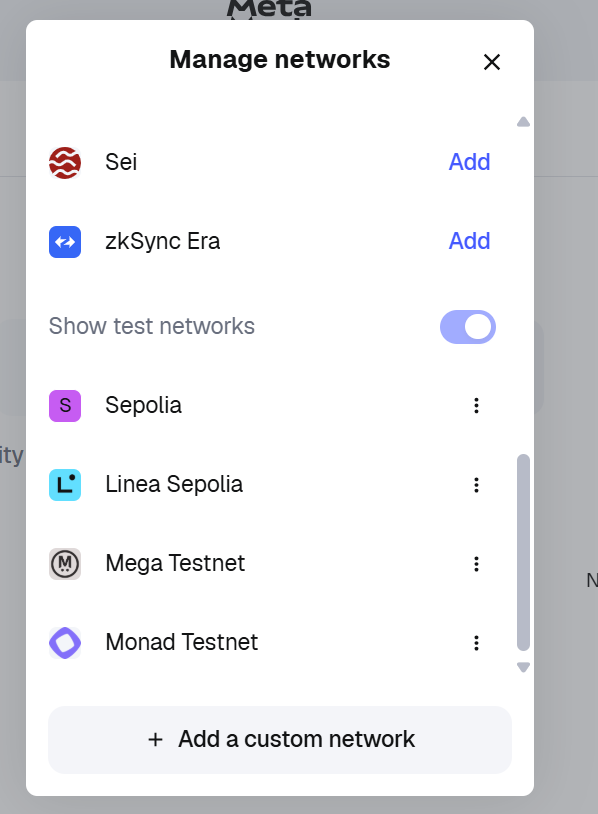 Meta
Manage networks
Sei Add
zkSync Era Add
Show test networks
S Sepolia
Linea Sepolia
M Mega Testnet
Monad Testnet
ity
N
+ Add a custom network